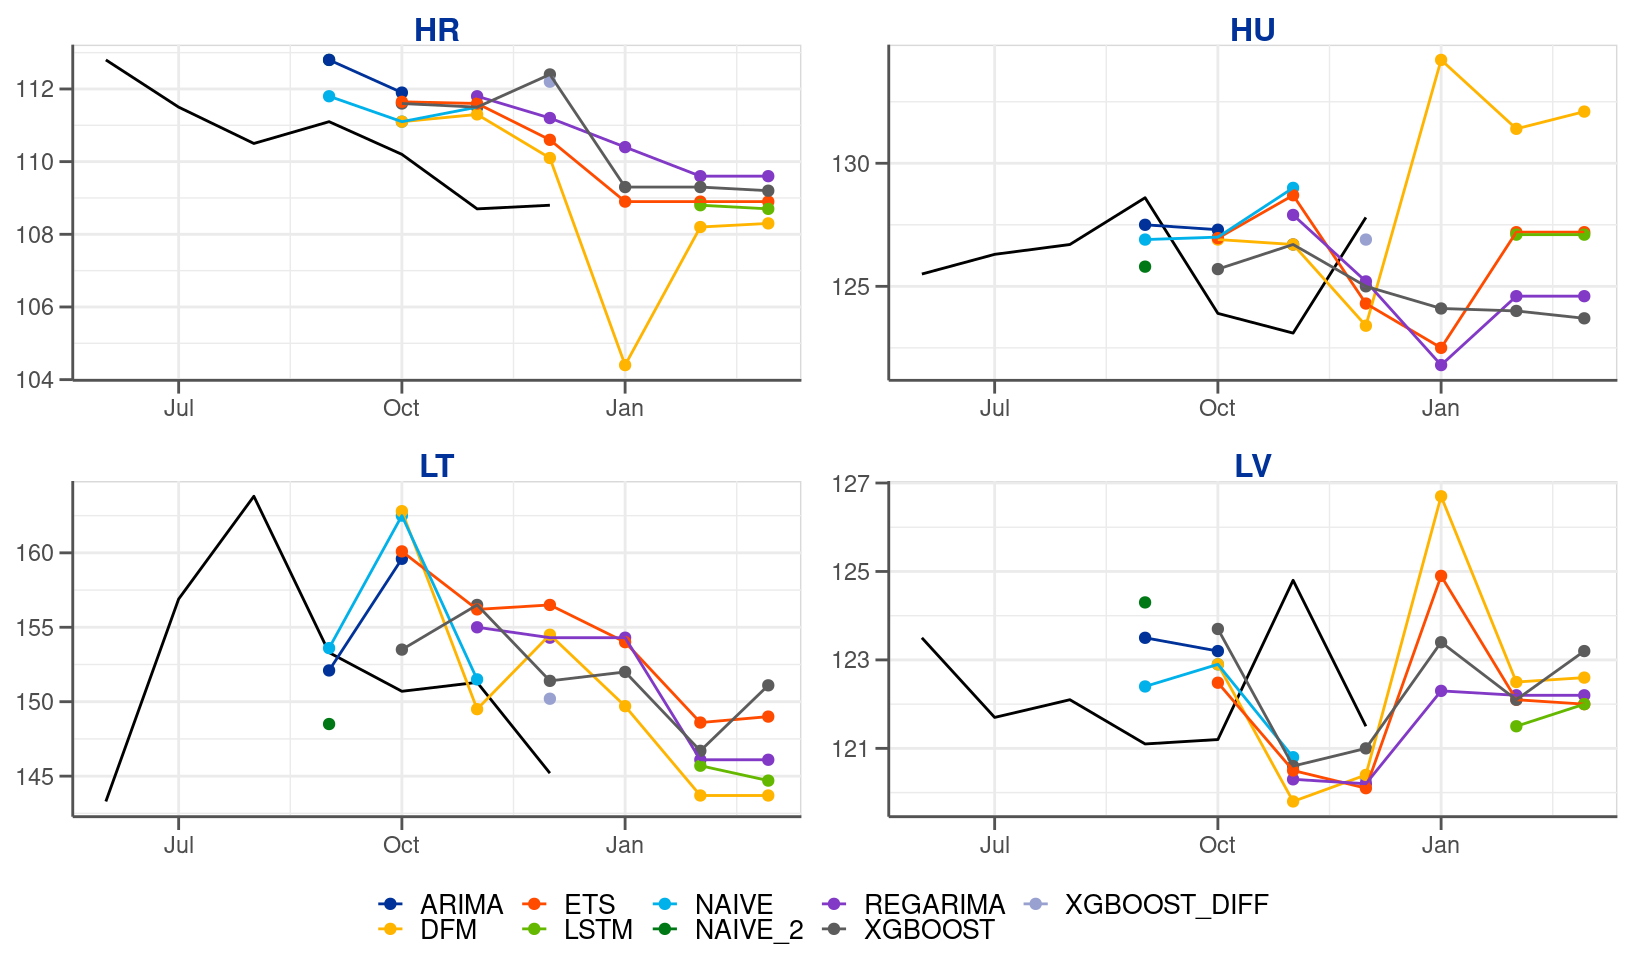 HR
112
110
108
106
104
Jul Oct Jan
HU
130
125
Jul Oct Jan
LT
160
155
150
145
Jul Oct Jan
LV
127
125
123
121
Jul Oct Jan
ARIMA ETS NAIVE REGARIMA XGBOOST_DIFF
DFM LSTM NAIVE_2 XGBOOST